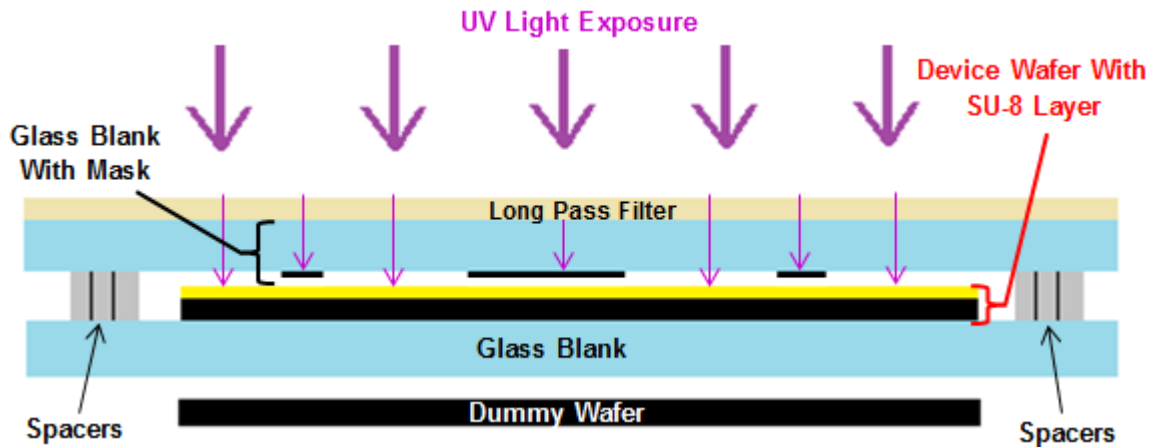 UV Light Exposure
Device Wafer With
SU-8 Layer
Glass Blank
With Mask
Long Pass Filter
Glass Blank
Spacers
Dummy Wafer
Spacers